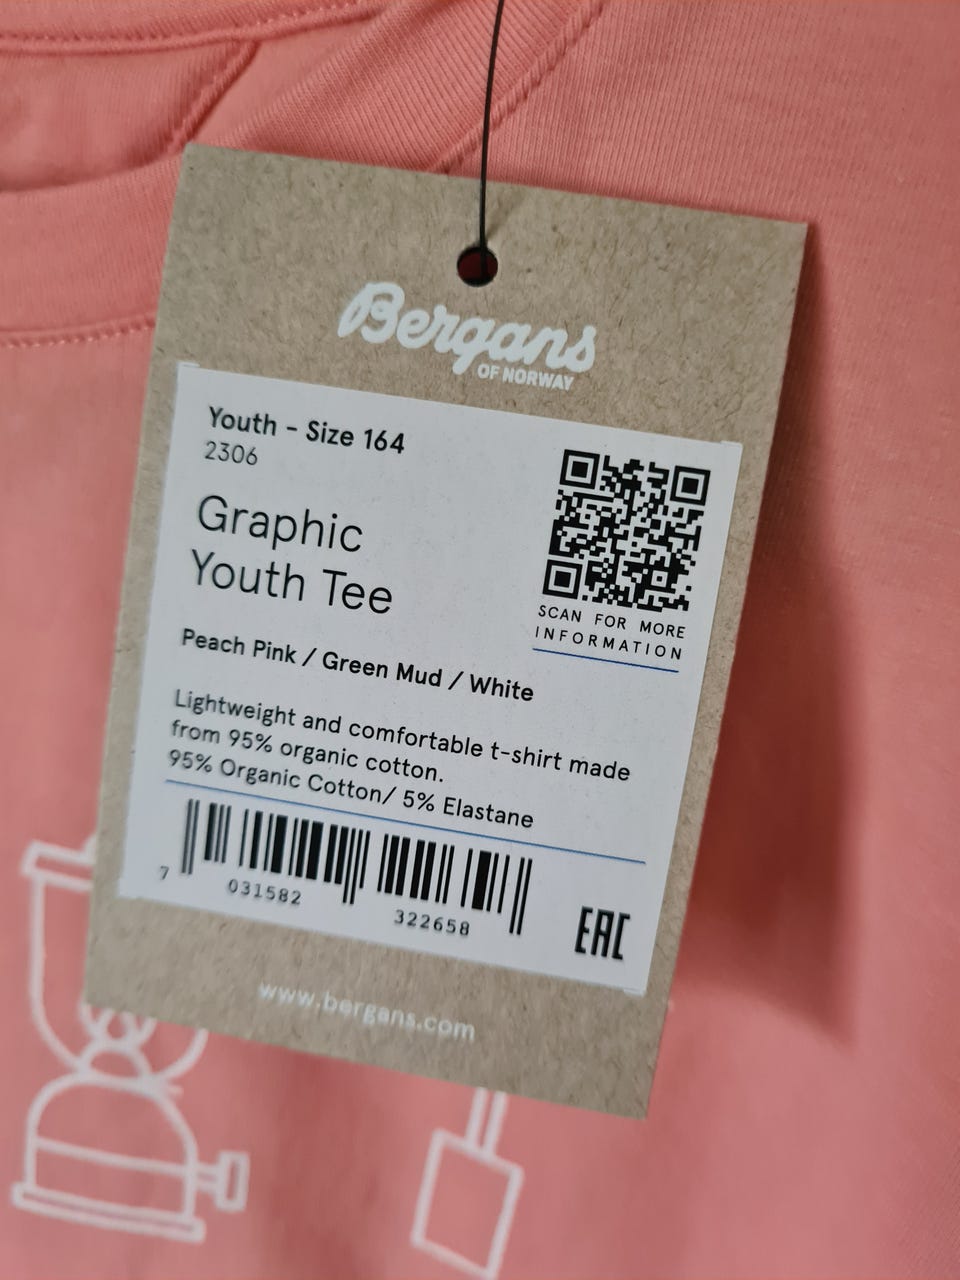 Bergans
OF NORWAY
Youth - Size 164
2306
Graphic
Youth Tee
SCAN FOR MORE
INFORMATION
Peach Pink / Green Mud / White
Lightweight and comfortable t-shirt made
from 95% organic cotton.
95% Organic Cotton/ 5% Elastane
7 031582 322658
EAC
www.bergans.com